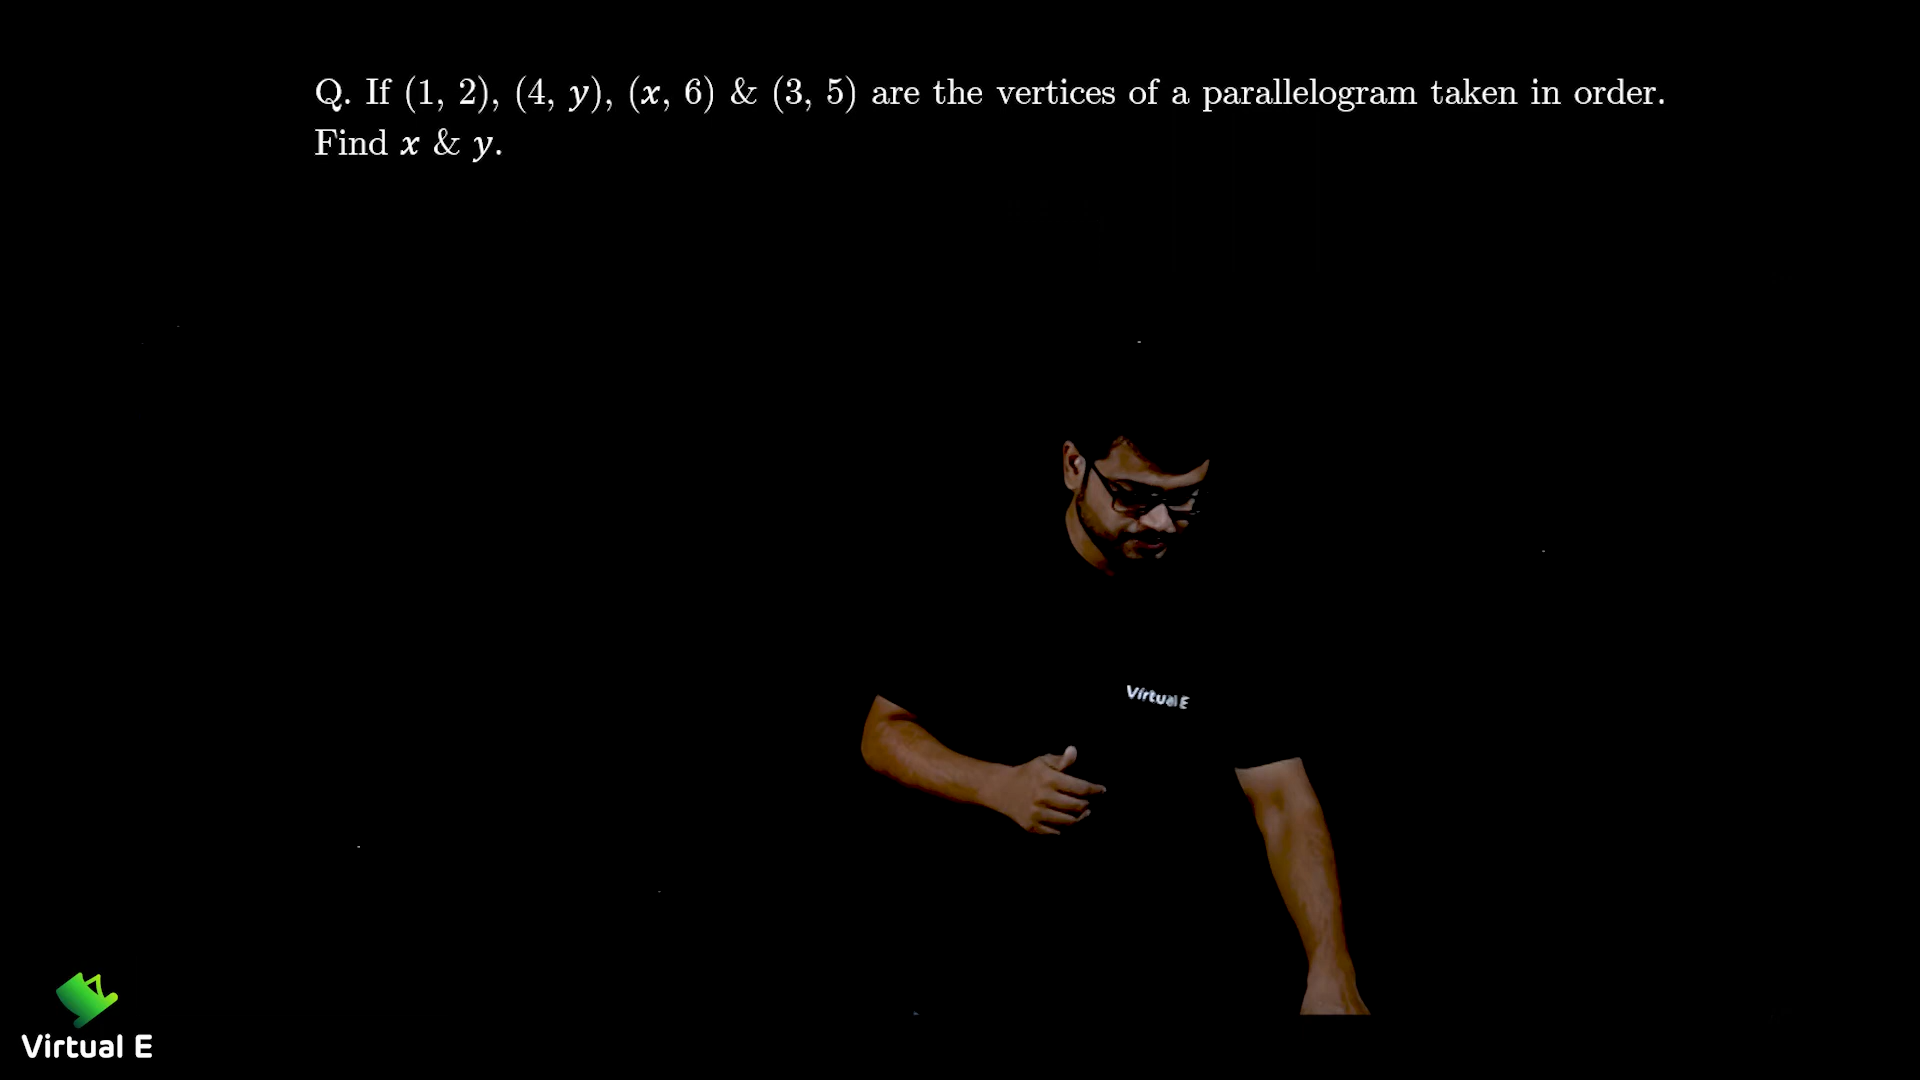 Q. If (1, 2), (4, y), (x, 6) & (3, 5) are the vertices of a parallelogram taken in order.
Find x & y.
Virtual E
Virtual E